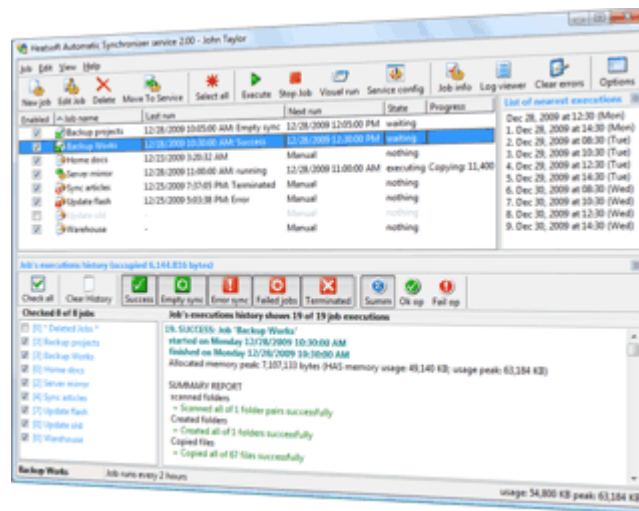 Heatsoft Automatic Synchronizer service 2.00 - John Taylor
Job Edit View Help
New job Edit Job Delete Move To Service Select all Execute Stop Job Visual run Service config Job info Log viewer Clear errors Options
Enabled Job name Last run Next run State Progress
Backup projects 12/28/2009 10:05:00 AM: Empty sync 12/28/2009 12:05:00 PM waiting
Backup Works 12/28/2009 10:30:00 AM: Success 12/28/2009 12:30:00 PM waiting
Home docs 12/23/2009 3:20:32 AM Manual nothing
Server mirror 12/28/2009 11:00:00 AM: running 12/28/2009 11:00:00 AM executing Copying: 11,400
Sync articles 12/25/2009 7:37:05 PM: Terminated Manual nothing
Update flash 12/25/2009 5:03:38 PM: Error Manual nothing
Update old - Manual nothing
Warehouse - Manual nothing
List of nearest executions
Dec 28, 2009 at 12:30 (Mon)
1. Dec 28, 2009 at 14:30 (Mon)
2. Dec 29, 2009 at 08:30 (Tue)
3. Dec 29, 2009 at 10:30 (Tue)
4. Dec 29, 2009 at 12:30 (Tue)
5. Dec 29, 2009 at 14:30 (Tue)
6. Dec 30, 2009 at 08:30 (Wed)
7. Dec 30, 2009 at 10:30 (Wed)
8. Dec 30, 2009 at 12:30 (Wed)
9. Dec 30, 2009 at 14:30 (Wed)
Job's executions history (occupied 6,144,816 bytes)
Check all Clear History Success Empty sync Error sync Failed jobs Terminated Summ Ok op Fail op
Checked 8 of 8 jobs
Job's executions history shows 19 of 19 job executions
[0] * Deleted Jobs *
[3] Backup projects
[3] Backup Works
[0] Home docs
[2] Server mirror
[4] Sync articles
[7] Update flash
[0] Update old
[0] Warehouse
19. SUCCESS: Job 'Backup Works'
started on Monday 12/28/2009 10:30:00 AM
finished on Monday 12/28/2009 10:30:00 AM
Allocated memory peak: 7,107,133 bytes (HAS memory usage: 49,140 KB; usage peak: 63,184 KB)
SUMMARY REPORT
scanned folders
= Scanned all of 1 folder pairs successfully
Created folders
= Created all of 1 folders successfully
Copied files
= Copied all of 67 files successfully
Backup Works Job runs every 2 hours
usage: 54,800 KB peak: 63,184 KB